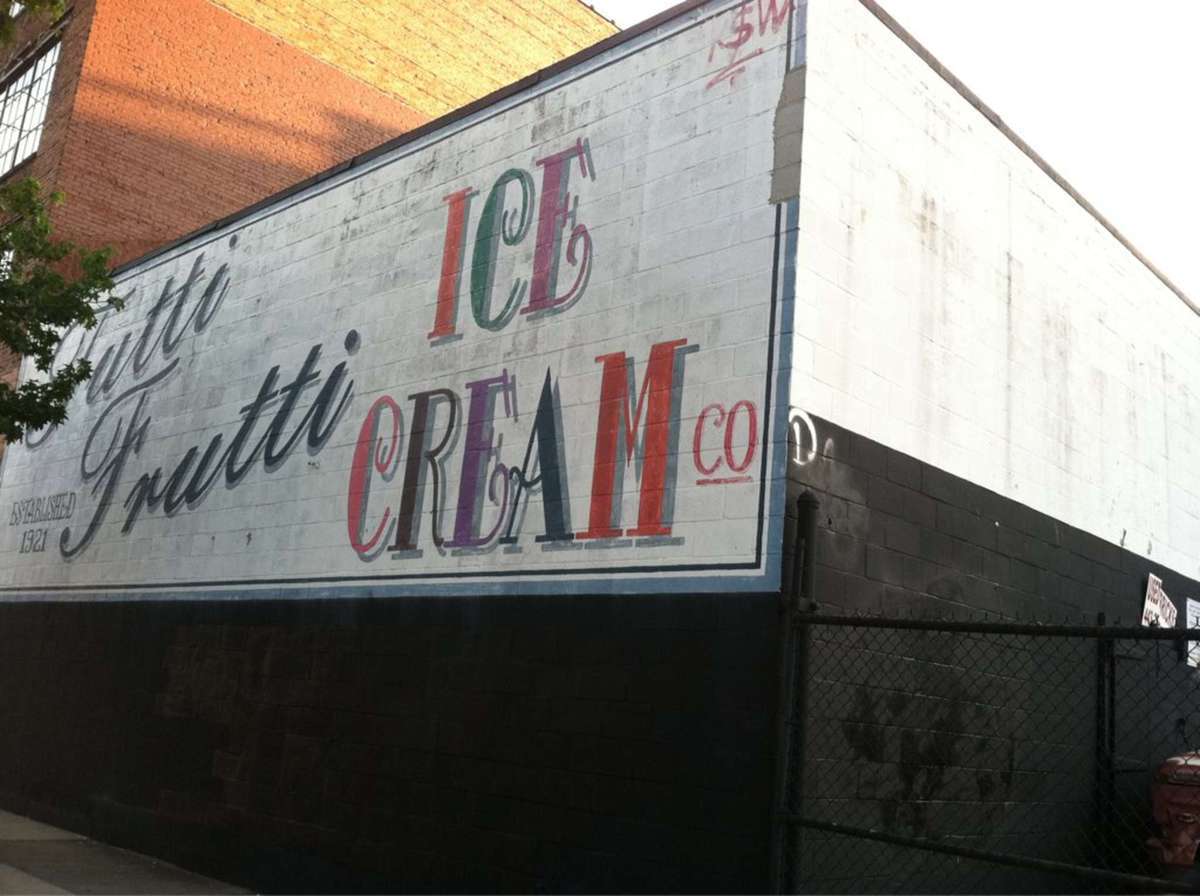 Tutti
Frutti
ESTABLISHED
1921
ICE
CREAM CO
$W